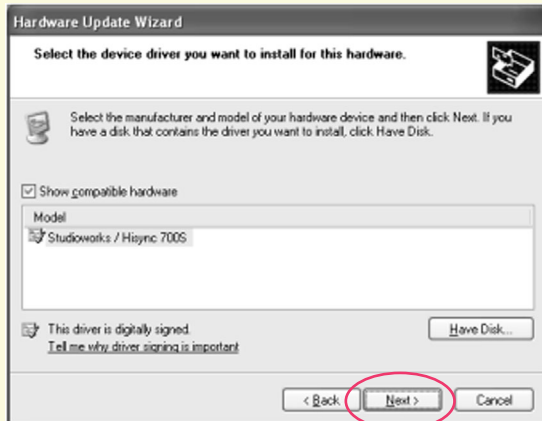 Hardware Update Wizard
Select the device driver you want to install for this hardware.
Select the manufacturer and model of your hardware device and then click Next. If you
have a disk that contains the driver you want to install, click Have Disk.
Show compatible hardware
Model
Studioworks / Hisync 700S
This driver is digitally signed.
Have Disk...
Tell me why driver signing is important
< Back
Next >
Cancel